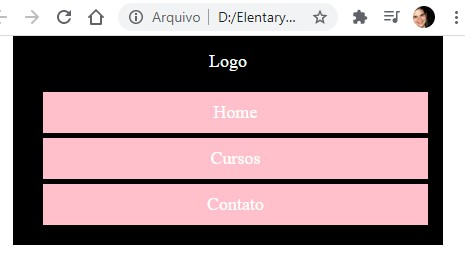 Arquivo | D:/Elentary...
Logo
Home
Cursos
Contato